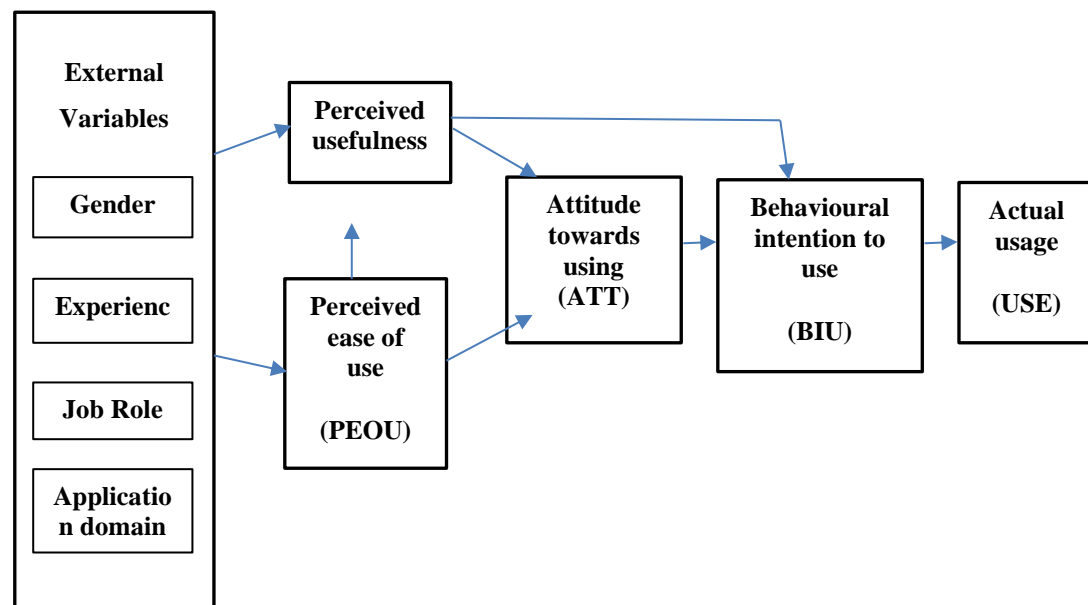 External
Variables
Gender
Experienc
Job Role
Applicatio
n domain
Perceived
usefulness
Perceived
ease of
use
(PEOU)
Attitude
towards
using
(ATT)
Behavioural
intention to
use
(BIU)
Actual
usage
(USE)